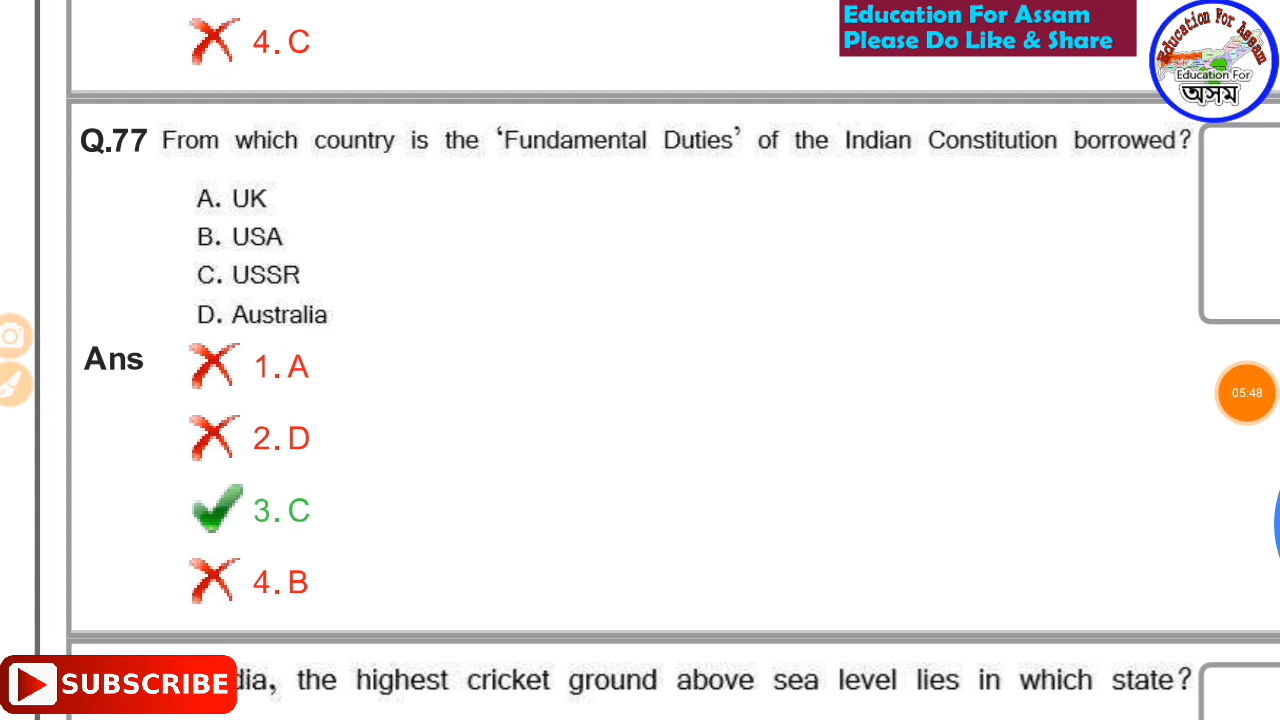 4. C
Education For Assam
Please Do Like & Share
Education For Assam
Education For
অসম
Q.77 From which country is the ‘Fundamental Duties’ of the Indian Constitution borrowed?
A. UK
B. USA
C. USSR
D. Australia
Ans
1. A
2. D
3. C
4. B
05:48
SUBSCRIBE
dia, the highest cricket ground above sea level lies in which state?